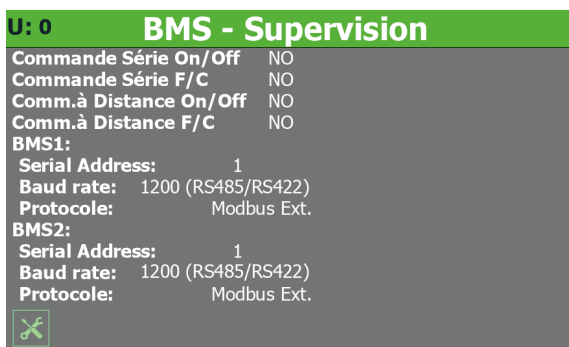 U: 0 BMS - Supervision
Commande Série On/Off NO
Commande Série F/C NO
Comm.à Distance On/Off NO
Comm.à Distance F/C NO
BMS1:
Serial Address: 1
Baud rate: 1200 (RS485/RS422)
Protocole: Modbus Ext.
BMS2:
Serial Address: 1
Baud rate: 1200 (RS485/RS422)
Protocole: Modbus Ext.